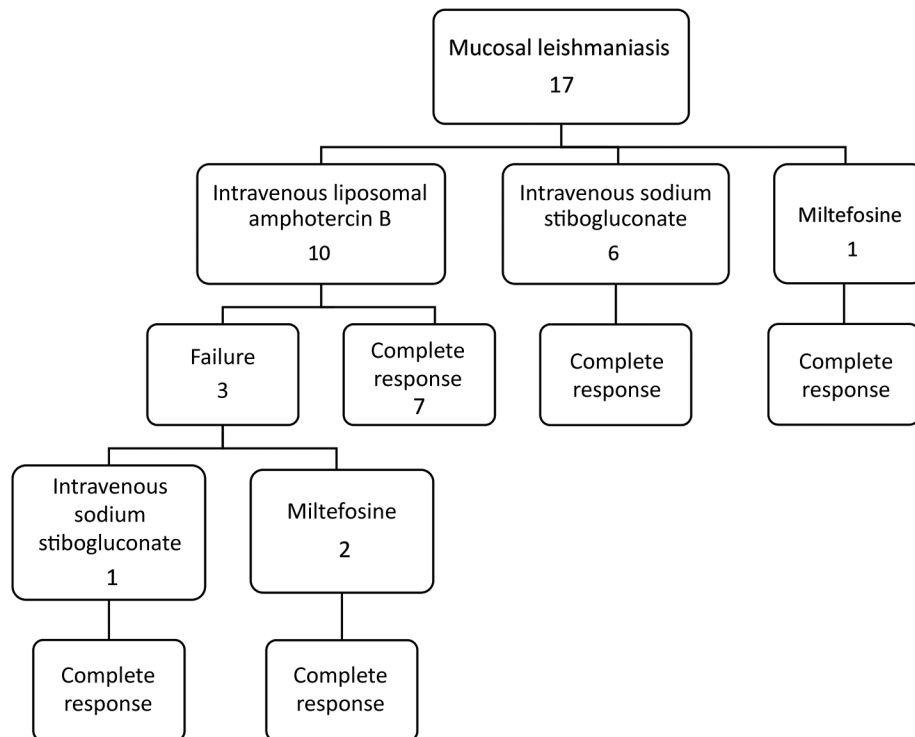 Mucosal leishmaniasis
17
Intravenous liposomal
amphotercin B
10
Intravenous sodium
stibogluconate
6
Miltefosine
1
Failure
3
Complete
response
7
Complete
response
Complete
response
Intravenous
sodium
stibogluconate
1
Miltefosine
2
Complete
response
Complete
response